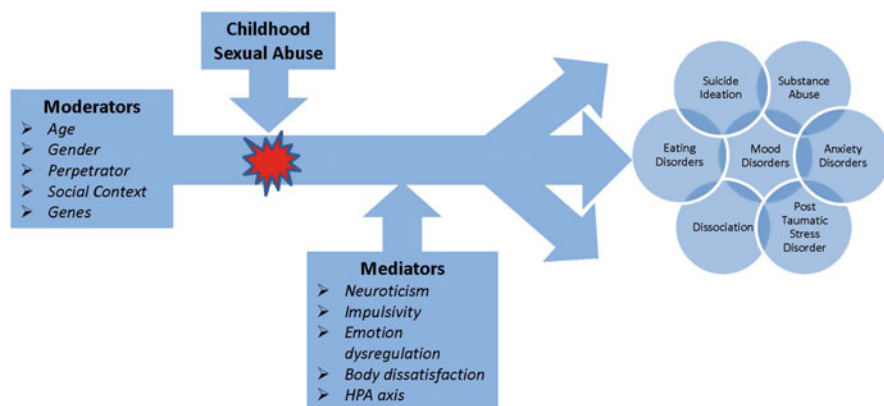 Childhood
Sexual Abuse
Moderators
➢ Age
➢ Gender
➢ Perpetrator
➢ Social Context
➢ Genes
Mediators
➢ Neuroticism
➢ Impulsivity
➢ Emotion
dysregulation
➢ Body dissatisfaction
➢ HPA axis
Suicide
Ideation
Substance
Abuse
Eating
Disorders
Mood
Disorders
Anxiety
Disorders
Dissociation
Post
Taumatic
Stress
Disorder